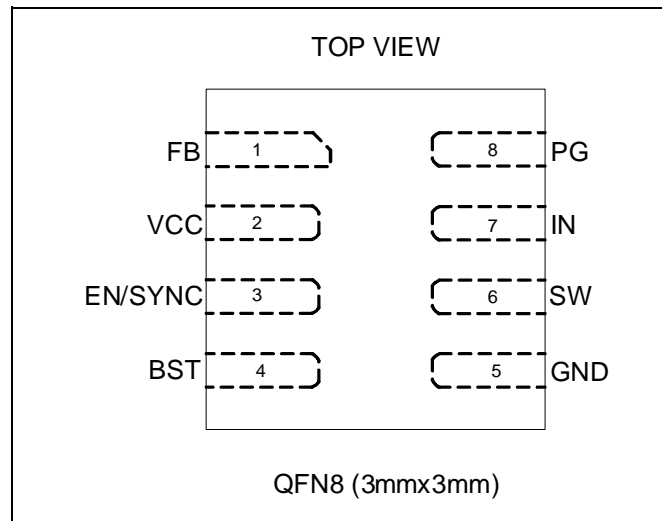 TOP VIEW
FB 1 8 PG
VCC 2 7 IN
EN/SYNC 3 6 SW
BST 4 5 GND
QFN8 (3mmx3mm)